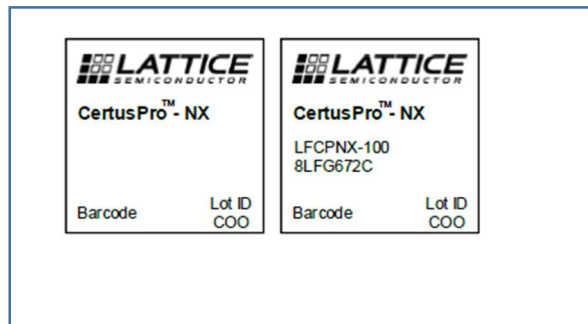 LATTICE
SEMICONDUCTOR
CertusPro™- NX
Barcode
Lot ID
COO
LATTICE
SEMICONDUCTOR
CertusPro™- NX
LFCPNX-100
8LFG672C
Barcode
Lot ID
COO